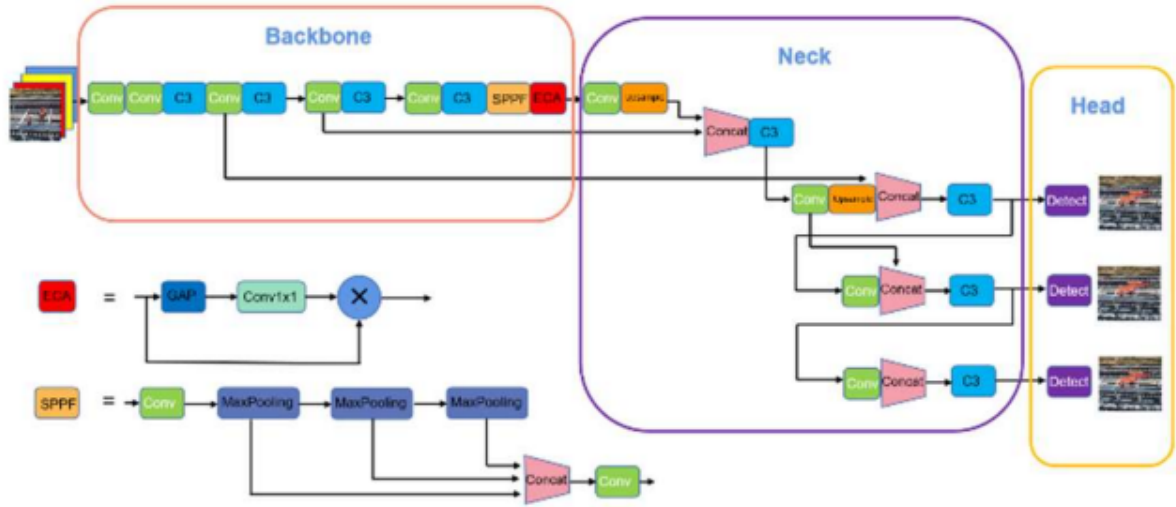 Backbone
Neck
Head
Conv Conv C3 Conv C3 Conv C3 Conv C3 SPPF ECA Conv Upsample
Concat C3
Conv Upsample Concat C3 Detect
Conv Concat C3 Detect
Conv Concat C3 Detect
ECA = GAP Conv1x1 ×
SPPF = Conv MaxPooling MaxPooling MaxPooling
Concat Conv